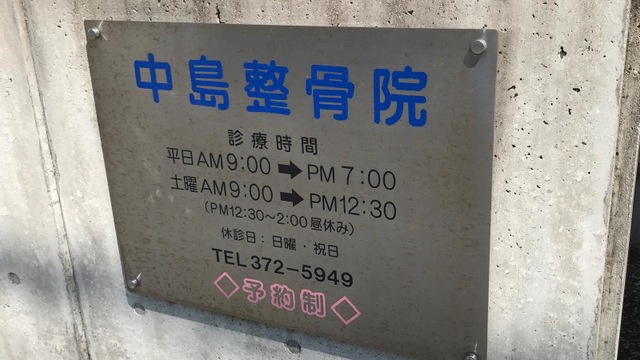 中島整骨院
診療時間
平日AM9:00➡PM7:00
土曜AM9:00➡PM12:30
(PM12:30〜2:00昼休み)
休診日:日曜・祝日
TEL372-5949
◇予約制◇